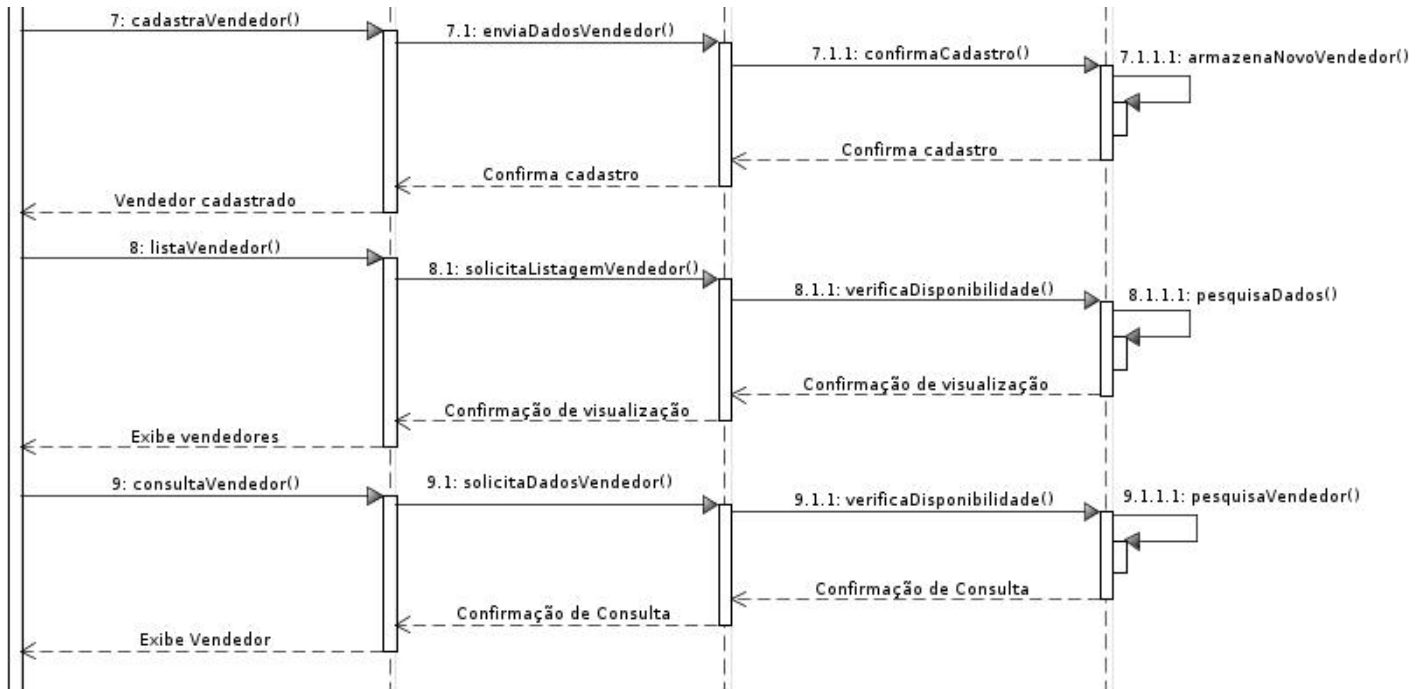 7: cadastraVendedor()
7.1: enviaDadosVendedor()
7.1.1: confirmaCadastro()
7.1.1.1: armazenaNovoVendedor()
Confirma cadastro
Confirma cadastro
Vendedor cadastrado
8: listaVendedor()
8.1: solicitaListagemVendedor()
8.1.1: verificaDisponibilidade()
8.1.1.1: pesquisaDados()
Confirmação de visualização
Confirmação de visualização
Exibe vendedores
9: consultaVendedor()
9.1: solicitaDadosVendedor()
9.1.1: verificaDisponibilidade()
9.1.1.1: pesquisaVendedor()
Confirmação de Consulta
Confirmação de Consulta
Exibe Vendedor